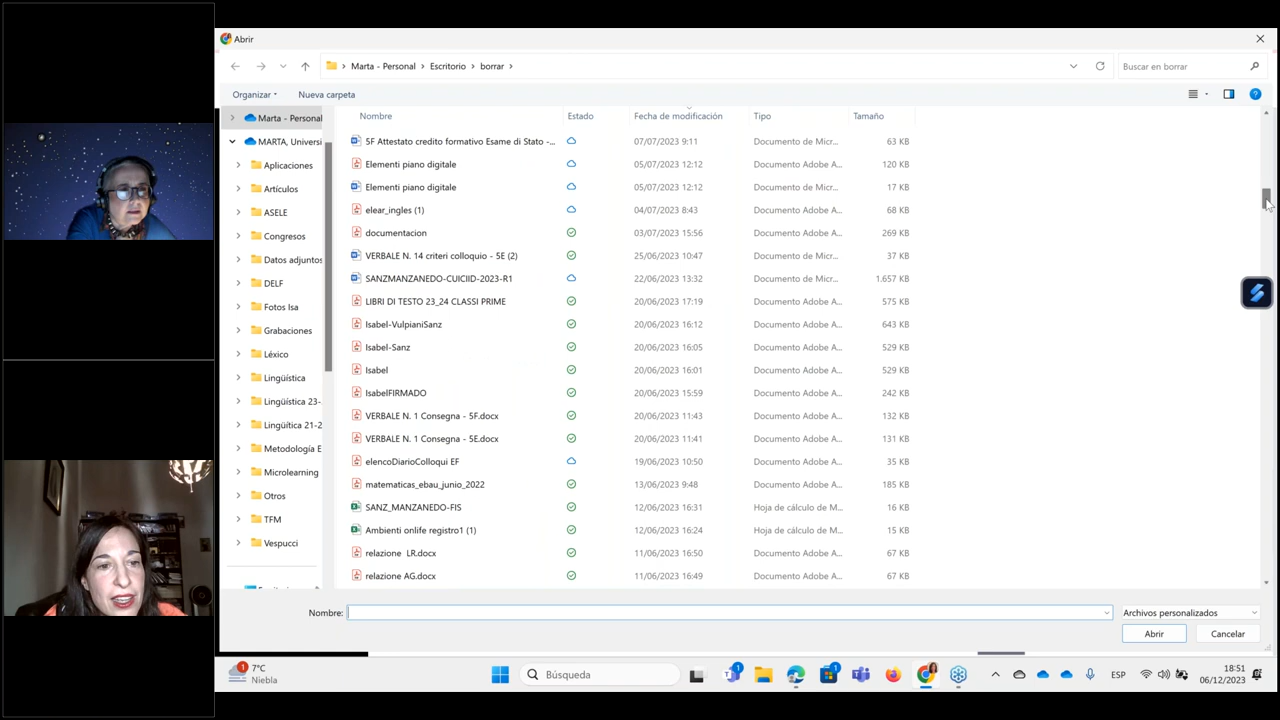 Abrir
Marta - Personal > Escritorio > borrar >
Buscar en borrar
Organizar
Nueva carpeta
Marta - Personal
MARTA, Universi
Aplicaciones
Artículos
ASELE
Congresos
Datos adjuntos
DELF
Fotos Isa
Grabaciones
Léxico
Lingüística
Lingüística 23-
Lingüítica 21-2
Metodología E
Microlearning
Otros
TFM
Vespucci
Nombre Estado Fecha de modificación Tipo Tamaño
5F Attestato credito formativo Esame di Stato -... 07/07/2023 9:11 Documento de Micr... 63 KB
Elementi piano digitale 05/07/2023 12:12 Documento Adobe A... 120 KB
Elementi piano digitale 05/07/2023 12:12 Documento de Micr... 17 KB
elear_ingles (1) 04/07/2023 8:43 Documento Adobe A... 68 KB
documentacion 03/07/2023 15:56 Documento Adobe A... 269 KB
VERBALE N. 14 criteri colloquio - 5E (2) 25/06/2023 10:47 Documento de Micr... 37 KB
SANZMANZANEDO-CUICIID-2023-R1 22/06/2023 13:32 Documento de Micr... 1.657 KB
LIBRI DI TESTO 23_24 CLASSI PRIME 20/06/2023 17:19 Documento Adobe A... 575 KB
Isabel-VulpianiSanz 20/06/2023 16:12 Documento Adobe A... 643 KB
Isabel-Sanz 20/06/2023 16:05 Documento Adobe A... 529 KB
Isabel 20/06/2023 16:01 Documento Adobe A... 529 KB
IsabelFIRMADO 20/06/2023 15:59 Documento Adobe A... 242 KB
VERBALE N. 1 Consegna - 5F.docx 20/06/2023 11:43 Documento Adobe A... 132 KB
VERBALE N. 1 Consegna - 5E.docx 20/06/2023 11:41 Documento Adobe A... 131 KB
elencoDiarioColloqui EF 19/06/2023 10:50 Documento Adobe A... 35 KB
matematicas_ebau_junio_2022 13/06/2023 9:48 Documento Adobe A... 185 KB
SANZ_MANZANEDO-FIS 12/06/2023 16:31 Hoja de cálculo de M... 16 KB
Ambienti onlife registro1 (1) 12/06/2023 16:24 Hoja de cálculo de M... 15 KB
relazione LR.docx 11/06/2023 16:50 Documento Adobe A... 67 KB
relazione AG.docx 11/06/2023 16:49 Documento Adobe A... 67 KB
Nombre:
Archivos personalizados
Abrir
Cancelar
1
7°C
Niebla
Búsqueda
1
1
ESP
18:51
06/12/2023